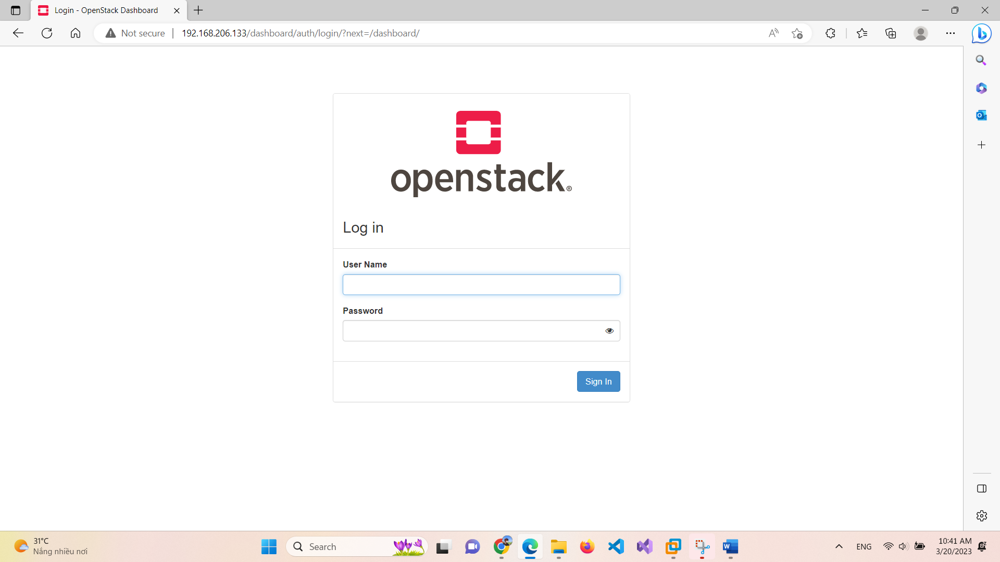 Login - OpenStack Dashboard
Not secure
192.168.206.133/dashboard/auth/login/?next=/dashboard/
openstack®
Log in
User Name
Password
Sign In
31°C
Nắng nhiều nơi
Search
ENG
10:41 AM
3/20/2023